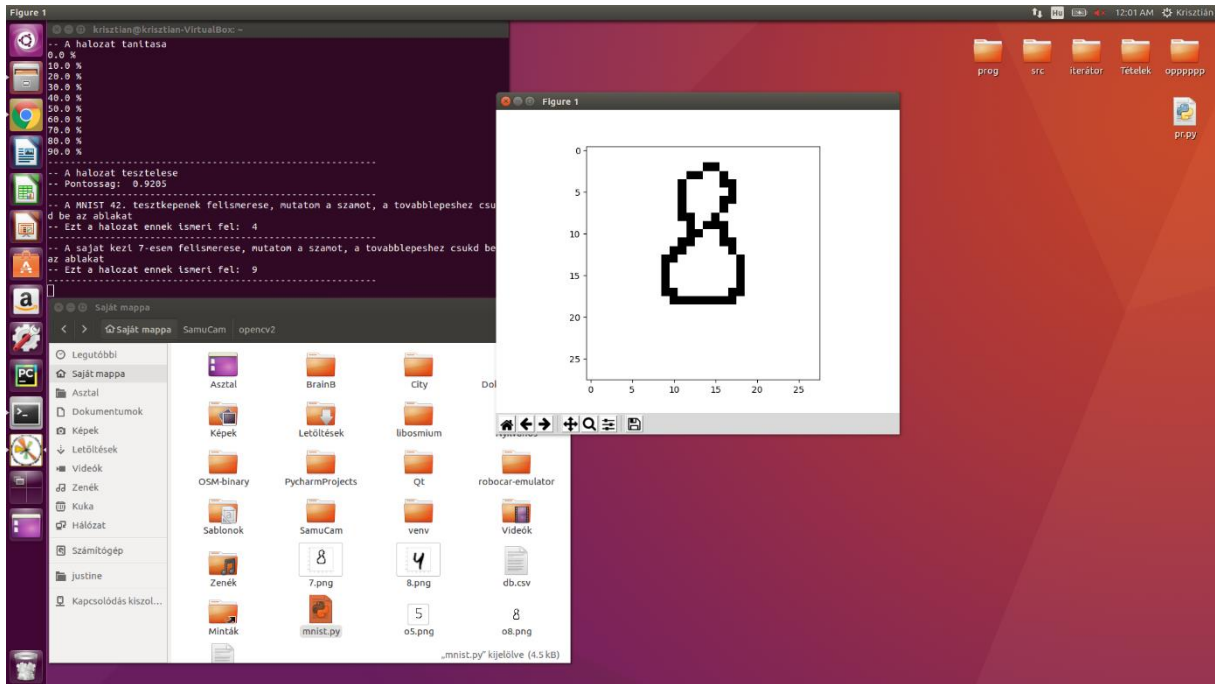 Figure 1
Hu
12:01 AM
Krisztián
krisztian@krisztian-VirtualBox: ~
-- A halozat tanitasa
0.0 %
10.0 %
20.0 %
30.0 %
40.0 %
50.0 %
60.0 %
70.0 %
80.0 %
90.0 %
-- A halozat tesztelese
-- Pontossag: 0.9205
-- A MNIST 42. tesztkepenek felismerese, mutatom a szamot, a tovabblepeshez csu
d be az ablakat
-- Ezt a halozat ennek ismeri fel: 4
-- A sajat kezi 7-esem felismerese, mutatom a szamot, a tovabblepeshez csukd be
az ablakat
-- Ezt a halozat ennek ismeri fel: 9
prog
src
iterátor
Tételek
opppppp
pr.py
Figure 1
0
5
10
15
20
25
0 5 10 15 20 25
Saját mappa
Saját mappa SamuCam opencv2
Legutóbbi
Saját mappa
Asztal
Dokumentumok
Képek
Letöltések
Videók
Zenék
Kuka
Hálózat
Számítógép
justine
Kapcsolódás kiszol...
Asztal
BrainB
City
Képek
Letöltések
libosmium
OSM-binary
PycharmProjects
Qt
robocar-emulator
Sablonok
SamuCam
venv
Videók
Zenék
8
7.png
4
8.png
db.csv
Minták
mnist.py
5
o5.png
8
o8.png
„mnist.py” kijelölve (4.5 kB)